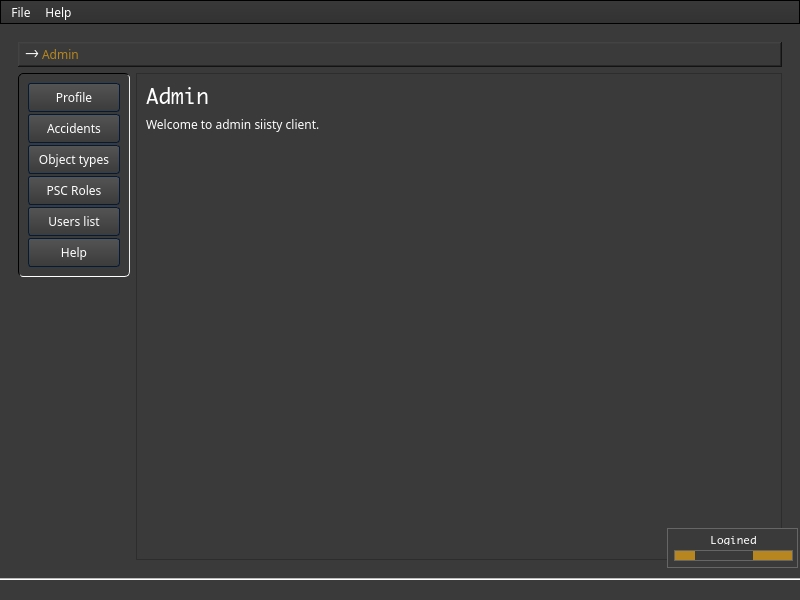 File Help
→ Admin
Profile
Accidents
Object types
PSC Roles
Users list
Help
Admin
Welcome to admin siisty client.
Logined